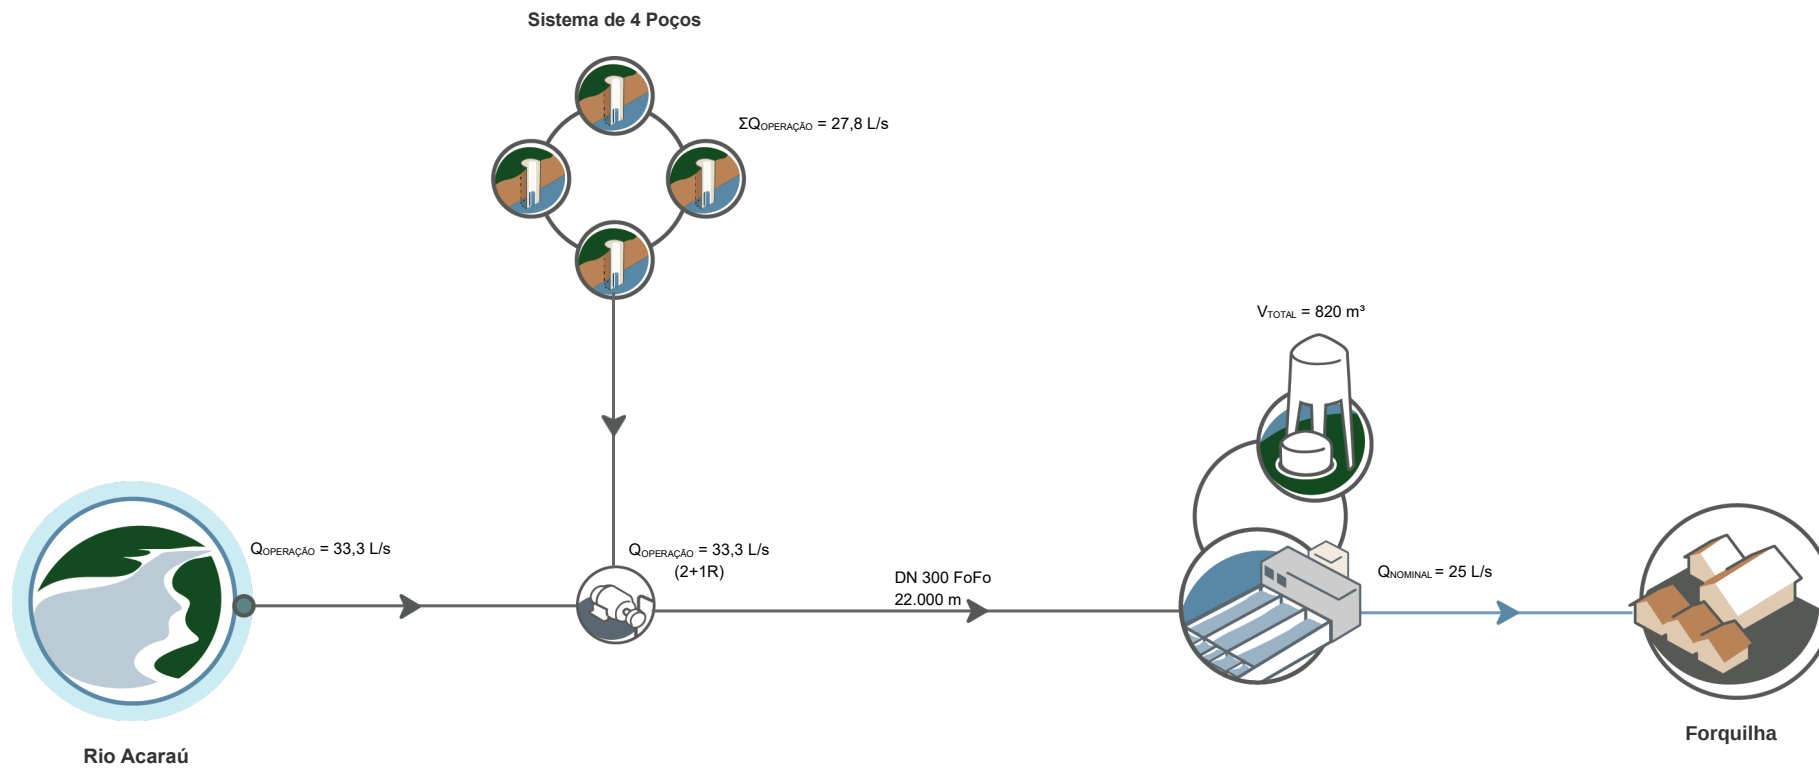 Sistema de 4 Poços
ΣQOPERAÇÃO = 27,8 L/s
VTOTAL = 820 m³
QOPERAÇÃO = 33,3 L/s
QOPERAÇÃO = 33,3 L/s
(2+1R)
DN 300 FoFo
22.000 m
QNOMINAL = 25 L/s
Rio Acaraú
Forquilha